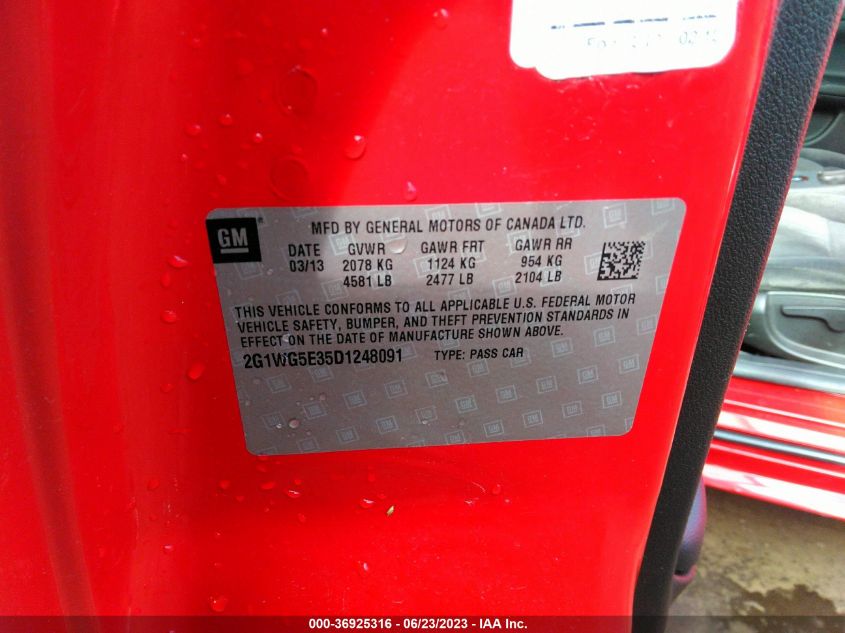 GM
MFD BY GENERAL MOTORS OF CANADA LTD.
DATE GVWR GAWR FRT GAWR RR
03/13 2078 KG 1124 KG 954 KG
4581 LB 2477 LB 2104 LB
THIS VEHICLE CONFORMS TO ALL APPLICABLE U.S. FEDERAL MOTOR
VEHICLE SAFETY, BUMPER, AND THEFT PREVENTION STANDARDS IN
EFFECT ON THE DATE OF MANUFACTURE SHOWN ABOVE.
2G1WG5E35D1248091 TYPE: PASS CAR
000-36925316 - 06/23/2023 - IAA Inc.